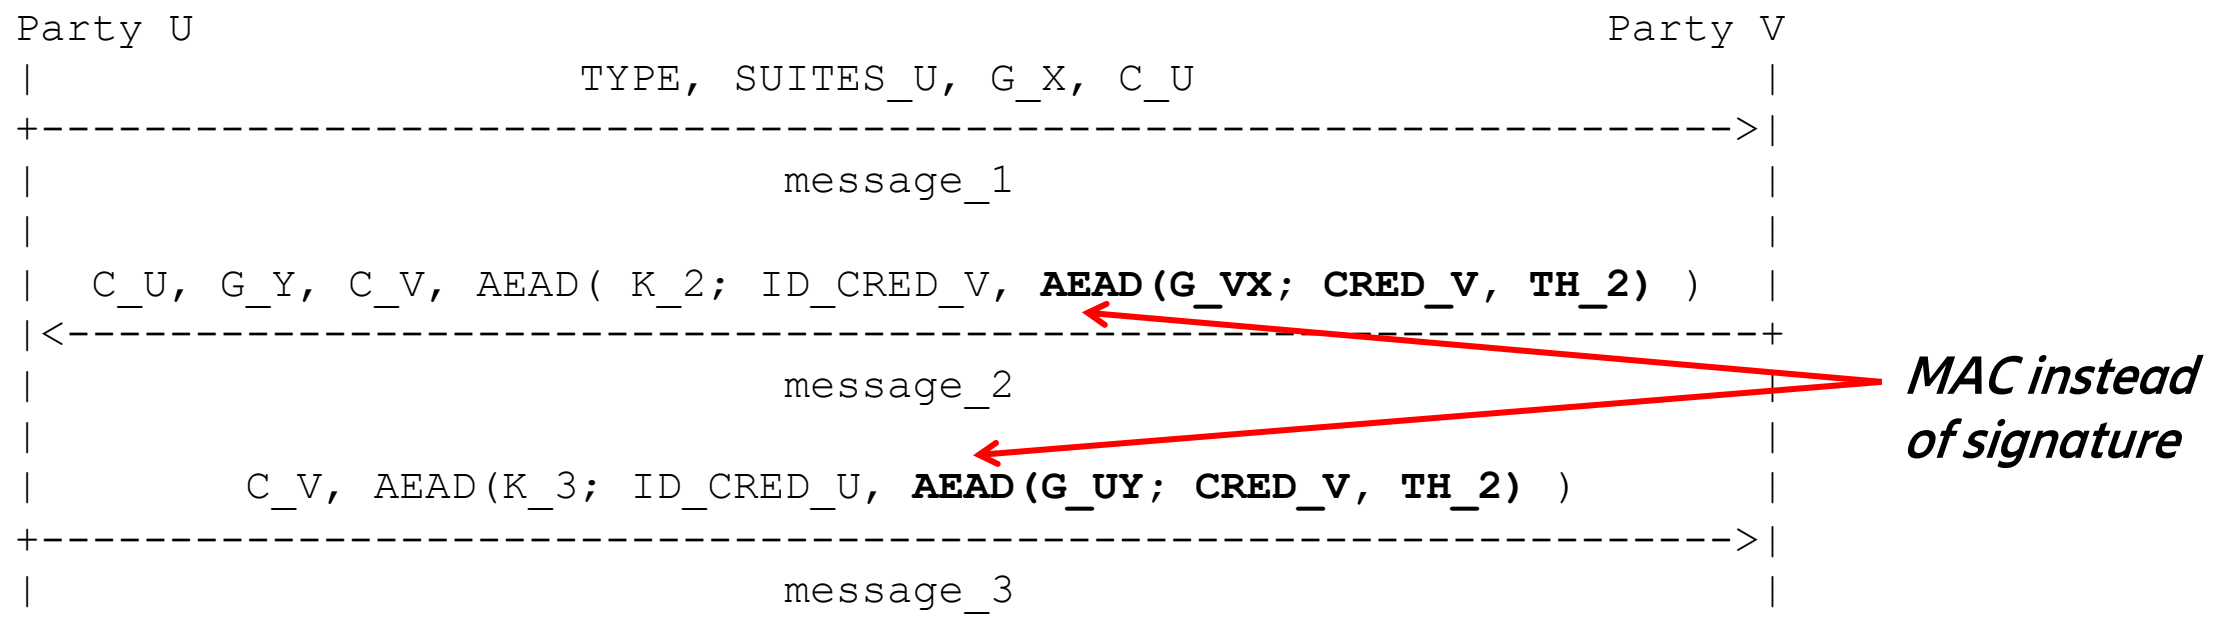 Party U Party V
| TYPE, SUITES_U, G_X, C_U |
+------------------------------------------------------------------>|
| message_1 |
| |
| C_U, G_Y, C_V, AEAD( K_2; ID_CRED_V, AEAD(G_VX; CRED_V, TH_2) ) |
|<------------------------------------------------------------------+
| message_2 |
MAC instead
| |
of signature
| C_V, AEAD(K_3; ID_CRED_U, AEAD(G_UY; CRED_V, TH_2) ) |
+------------------------------------------------------------------>|
| message_3 |